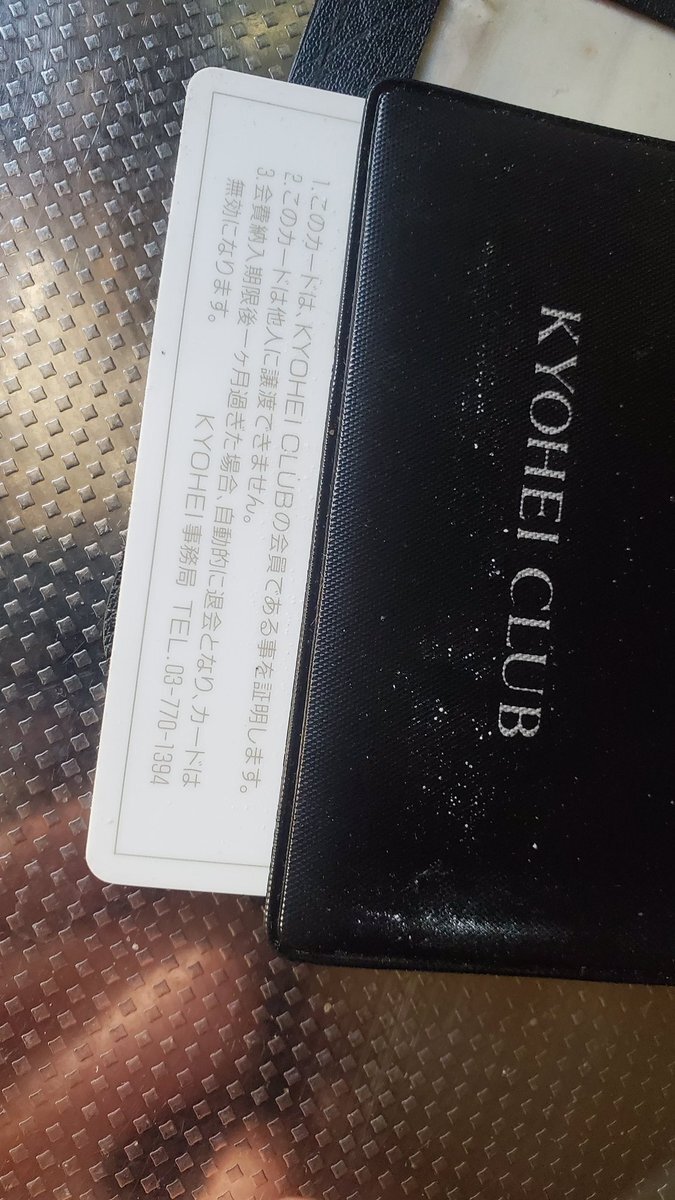 1.このカードは、KYOHEI CLUBの会員である事を証明します。
2.このカードは他人に譲渡できません。
3.会費納入期限後一ヶ月過ぎた場合、自動的に退会となり、カードは
無効になります。
KYOHEI 事務局 TEL. 03-770-1394
KYOHEI CLUB